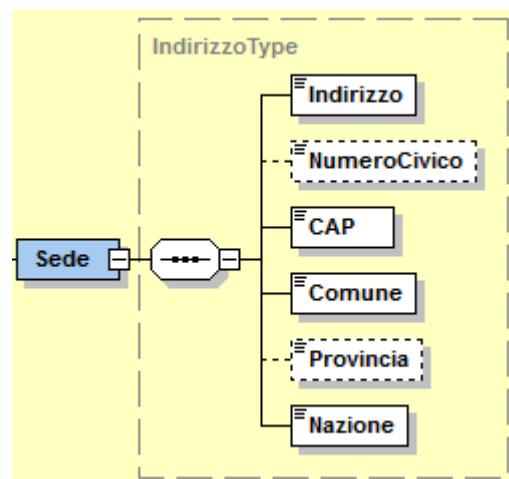 IndirizzoType
Indirizzo
NumeroCivico
CAP
Sede
Comune
Provincia
Nazione